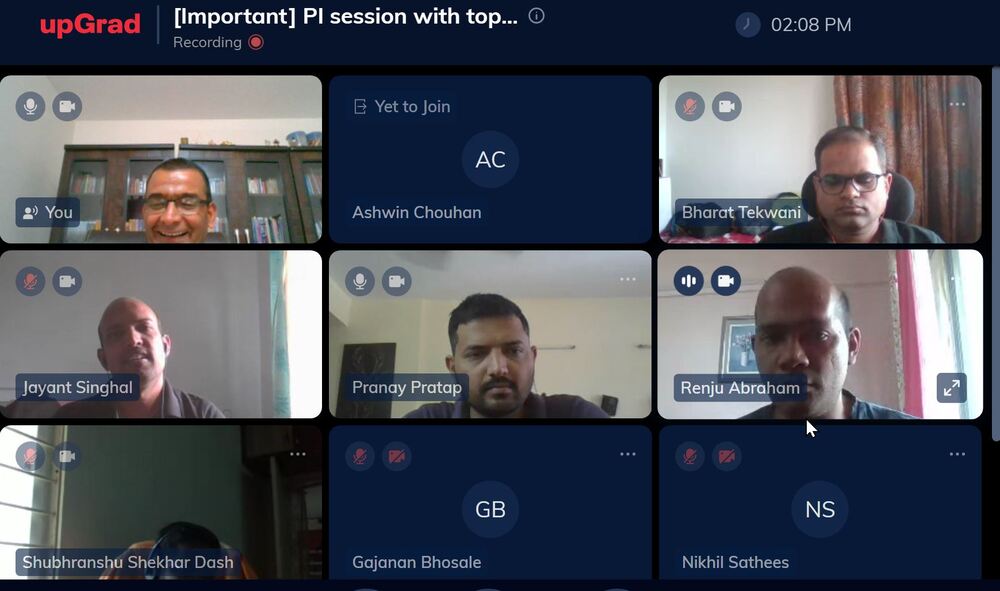 upGrad
[Important] PI session with top...
Recording
02:08 PM
You
Yet to Join
AC
Ashwin Chouhan
Bharat Tekwani
Jayant Singhal
Pranay Pratap
Renju Abraham
Shubhranshu Shekhar Dash
GB
Gajanan Bhosale
NS
Nikhil Sathees